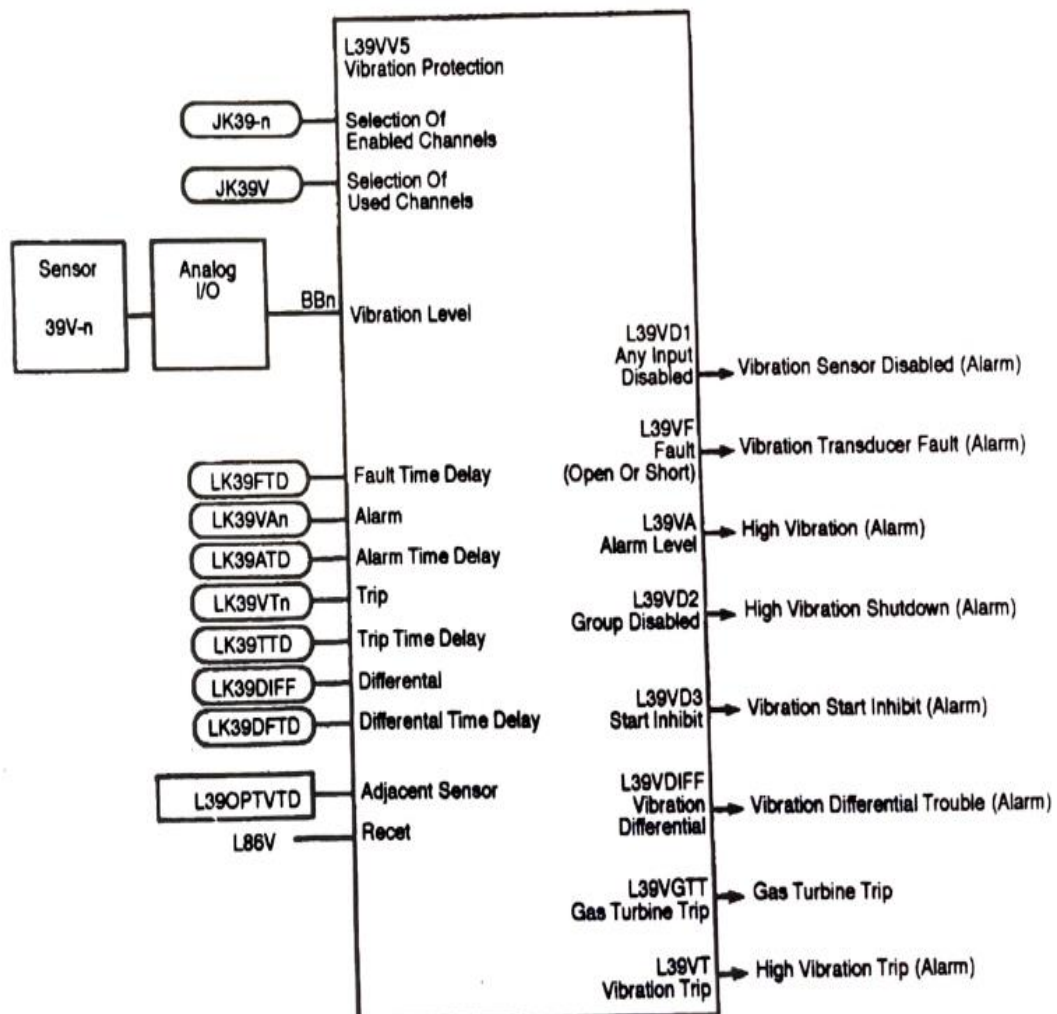 L39VV5
Vibration Protection
JK39-n
Selection Of
Enabled Channels
JK39V
Selection Of
Used Channels
Sensor
39V-n
Analog
I/O
BBn
Vibration Level
L39VD1
Any Input
Disabled
Vibration Sensor Disabled (Alarm)
L39VF
Fault
(Open Or Short)
Vibration Transducer Fault (Alarm)
LK39FTD
Fault Time Delay
LK39VAn
Alarm
L39VA
Alarm Level
High Vibration (Alarm)
LK39ATD
Alarm Time Delay
LK39VTn
Trip
L39VD2
Group Disabled
High Vibration Shutdown (Alarm)
LK39TTD
Trip Time Delay
LK39DIFF
Differental
LK39DFTD
Differental Time Delay
L39VD3
Start Inhibit
Vibration Start Inhibit (Alarm)
L39OPTVTD
Adjacent Sensor
L39VDIFF
Vibration
Differential
Vibration Differential Trouble (Alarm)
L86V
Recet
L39VGTT
Gas Turbine Trip
Gas Turbine Trip
L39VT
Vibration Trip
High Vibration Trip (Alarm)